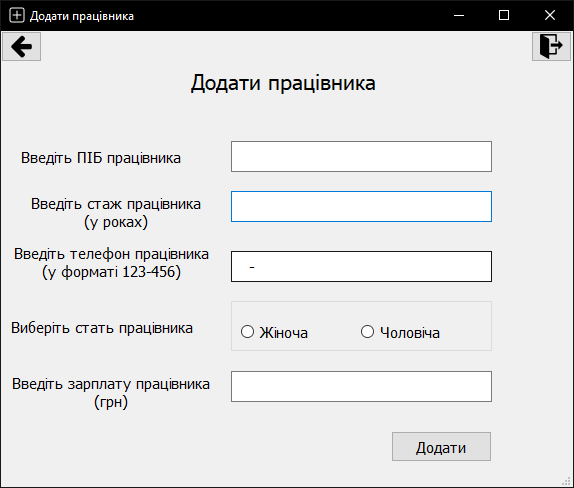 Додати працівника
Додати працівника
Введіть ПІБ працівника
Введіть стаж працівника
(у роках)
Введіть телефон працівника
(у форматі 123-456)
-
Виберіть стать працівника
Жіноча
Чоловіча
Введіть зарплату працівника
(грн)
Додати